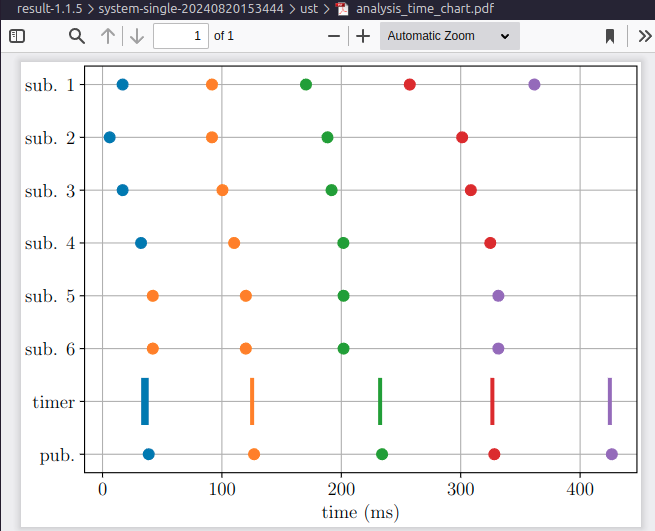 result-1.1.5 > system-single-20240820153444 > ust > analysis_time_chart.pdf
1 of 1
Automatic Zoom
sub. 1
sub. 2
sub. 3
sub. 4
sub. 5
sub. 6
timer
pub.
0 100 200 300 400
time (ms)